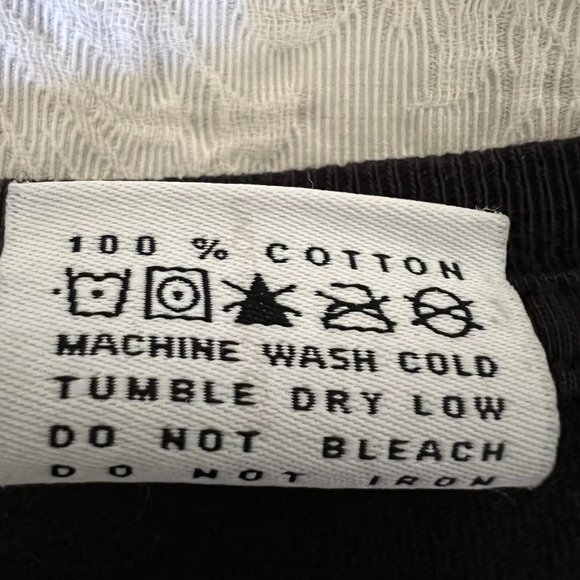 100 % COTTON
MACHINE WASH COLD
TUMBLE DRY LOW
DO NOT BLEACH
DO NOT IRON